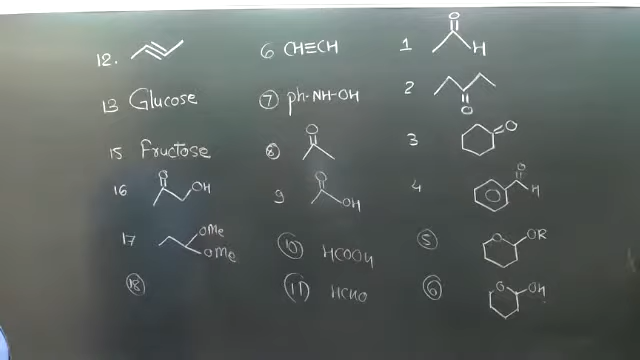 12. 6 CH≡CH 1 O H
13 Glucose ⑦ ph-NH-OH 2 O
15 Fructose ⑧ O 3 O
16 O OH 9 O OH 4 O H
17 OMe OMe ⑩ HCOOH ⑤ O OR
⑱ ⑪ HCHO ⑥ O OH